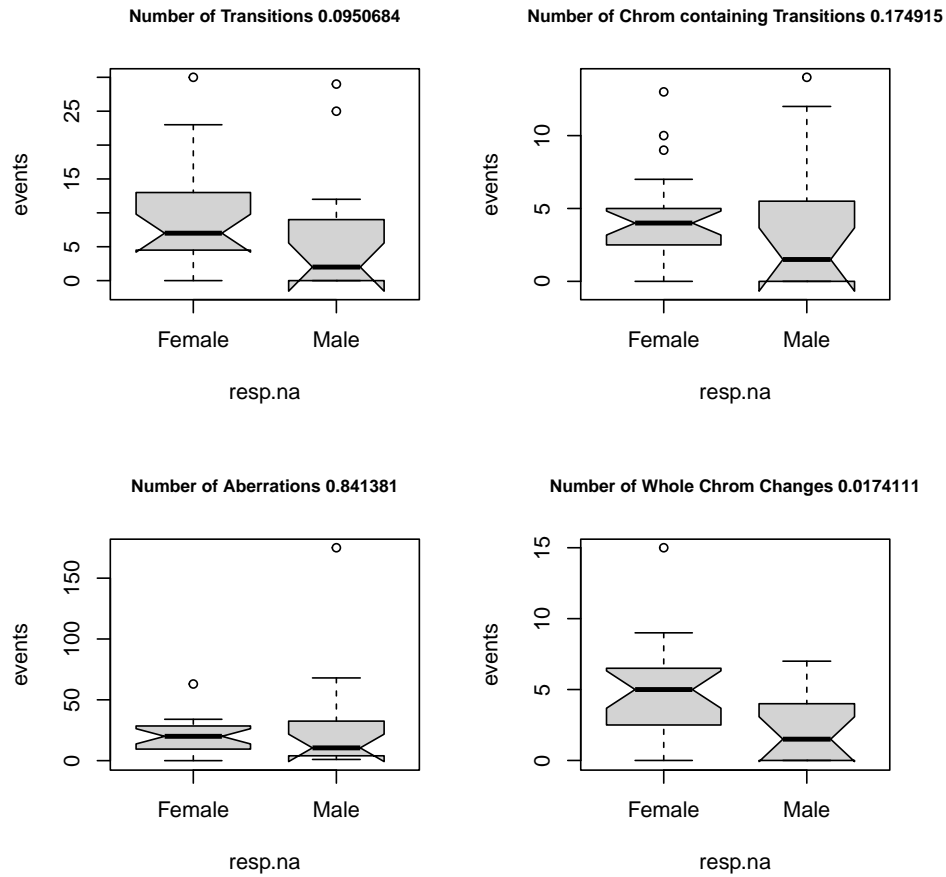 Number of Transitions 0.0950684
events
0
5
15
25
Female
Male
resp.na
Number of Chrom containing Transitions 0.174915
events
0
5
10
Female
Male
resp.na
Number of Aberrations 0.841381
events
0
50
100
150
Female
Male
resp.na
Number of Whole Chrom Changes 0.0174111
events
0
5
10
15
Female
Male
resp.na